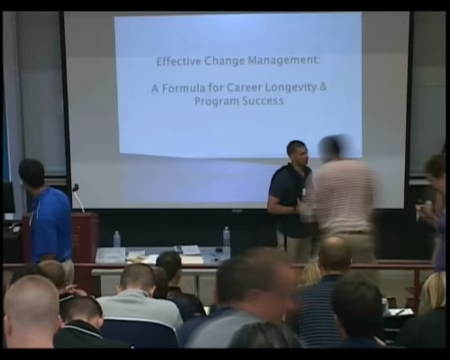 Effective Change Management:
A Formula for Career Longevity &
Program Success